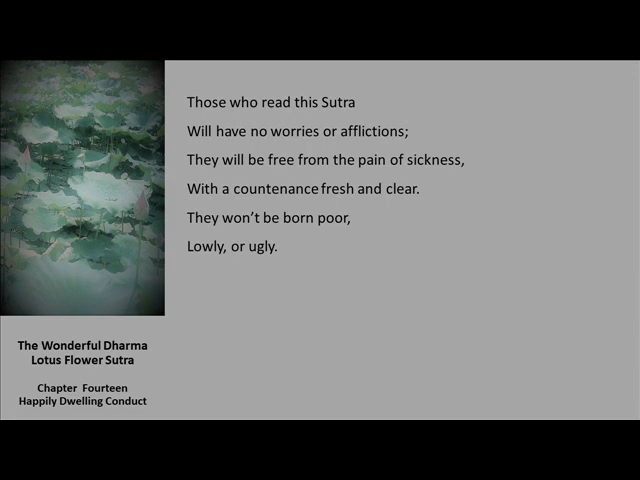 Those who read this Sutra
Will have no worries or afflictions;
They will be free from the pain of sickness,
With a countenance fresh and clear.
They won’t be born poor,
Lowly, or ugly.
The Wonderful Dharma
Lotus Flower Sutra
Chapter Fourteen
Happily Dwelling Conduct